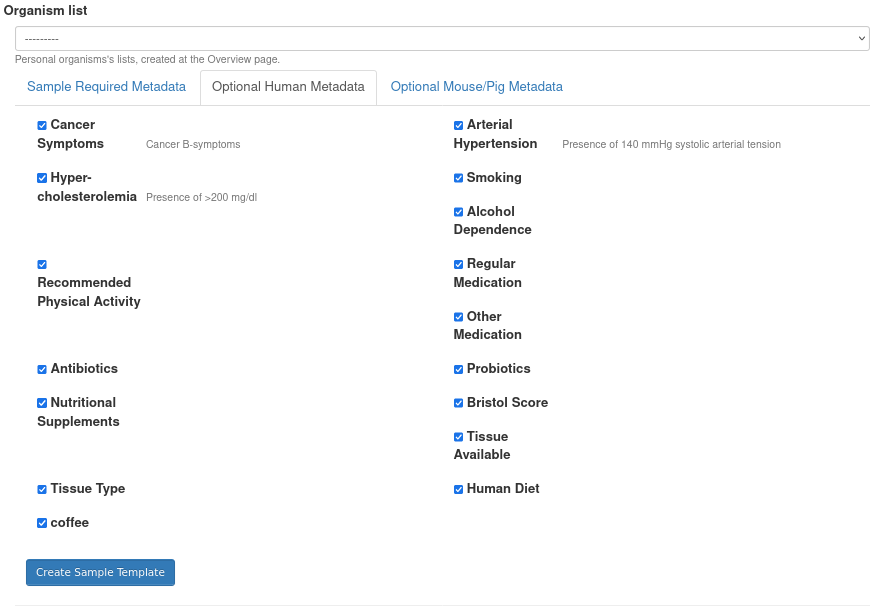 Organism list
---------
Personal organisms's lists, created at the Overview page.
Sample Required Metadata
Optional Human Metadata
Optional Mouse/Pig Metadata
Cancer
Symptoms
Cancer B-symptoms
Arterial
Hypertension
Presence of 140 mmHg systolic arterial tension
Hyper-
cholesterolemia
Presence of >200 mg/dl
Smoking
Alcohol
Dependence
Recommended
Physical Activity
Regular
Medication
Other
Medication
Antibiotics
Probiotics
Nutritional
Supplements
Bristol Score
Tissue
Available
Tissue Type
Human Diet
coffee
Create Sample Template